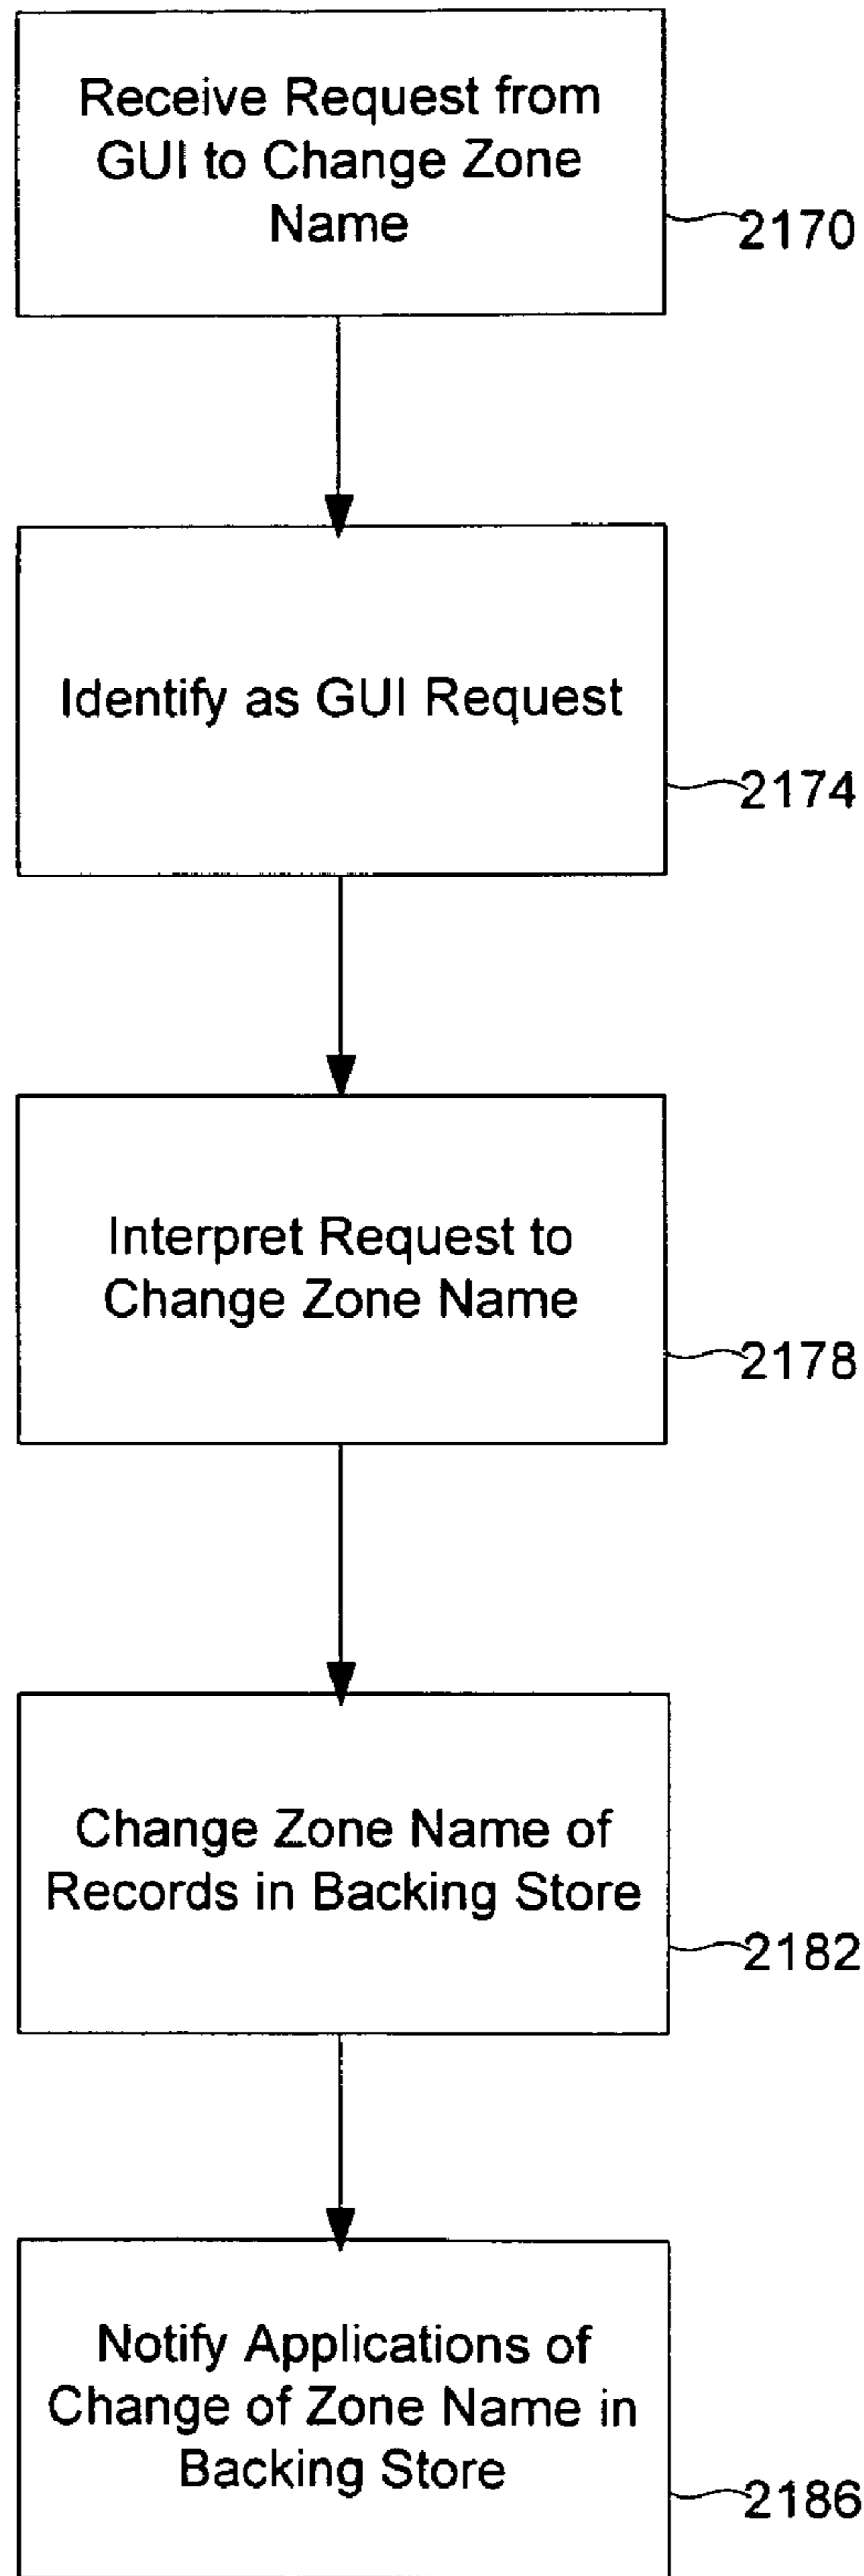 Receive Request from
GUI to Change Zone
Name
2170
Identify as GUI Request
2174
Interpret Request to
Change Zone Name
2178
Change Zone Name of
Records in Backing Store
2182
Notify Applications of
Change of Zone Name in
Backing Store
2186